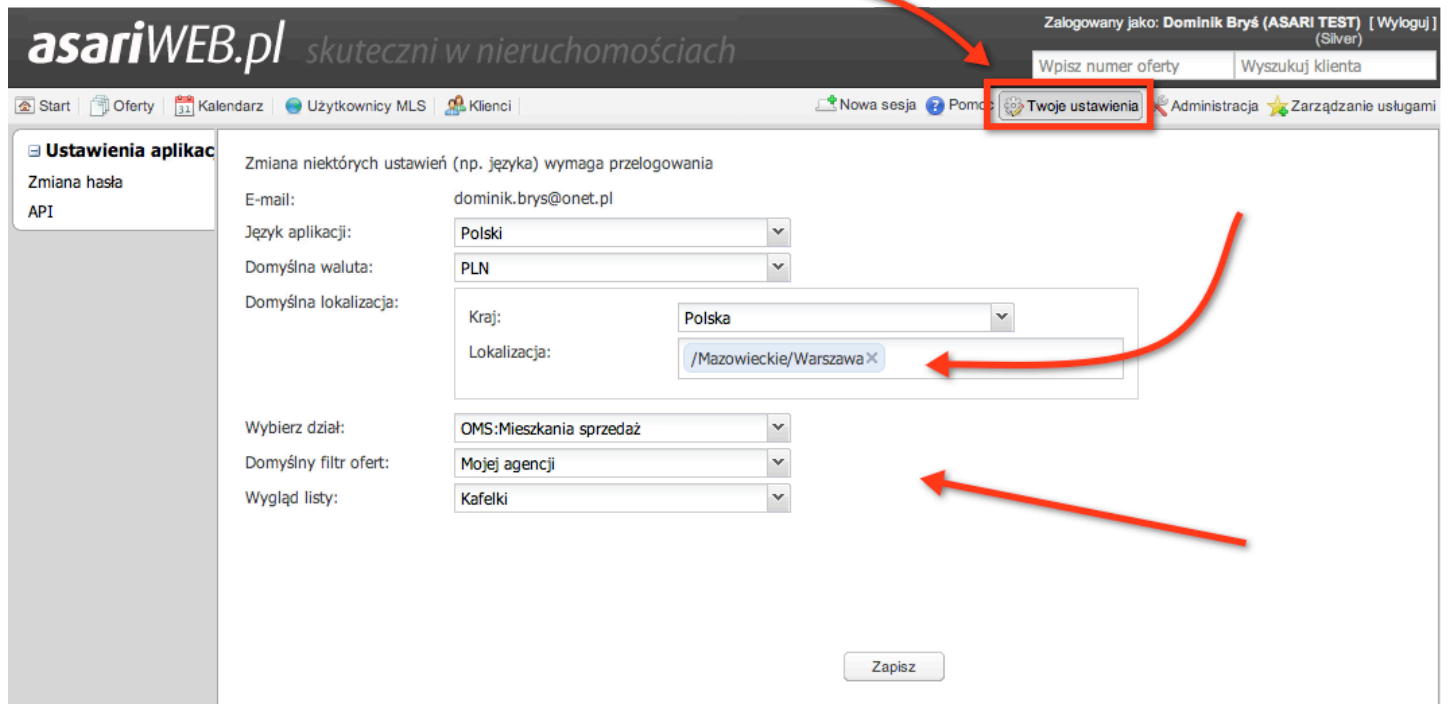 asariWEB.pl skuteczni w nieruchomościach
Zalogowany jako: Dominik Bryś (ASARI TEST) [ Wyloguj ]
(Silver)
Wpisz numer oferty Wyszukuj klienta
Start Oferty 31 Kalendarz Użytkownicy MLS Klienci Nowa sesja Pomoc Twoje ustawienia Administracja Zarządzanie usługami
Ustawienia aplikac
Zmiana hasła
API
Zmiana niektórych ustawień (np. języka) wymaga przelogowania
E-mail: dominik.brys@onet.pl
Język aplikacji: Polski
Domyślna waluta: PLN
Domyślna lokalizacja:
Kraj: Polska
Lokalizacja: /Mazowieckie/Warszawa
Wybierz dział: OMS:Mieszkania sprzedaż
Domyślny filtr ofert: Mojej agencji
Wygląd listy: Kafelki
Zapisz